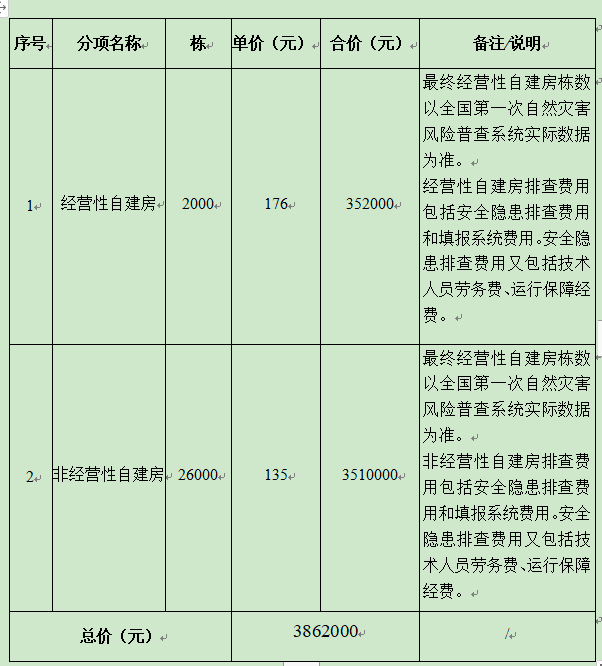 序号 分项名称 栋 单价（元） 合价（元） 备注/说明
最终经营性自建房栋数
以全国第一次自然灾害
风险普查系统实际数据
为准。
经营性自建房排查费用
包括安全隐患排查费用
和填报系统费用。安全隐
患排查费用又包括技术
人员劳务费、运行保障经
费。
1 经营性自建房 2000 176 352000
最终经营性自建房栋数
以全国第一次自然灾害
风险普查系统实际数据
为准。
非经营性自建房排查费
用包括安全隐患排查费
用和填报系统费用。安全
隐患排查费用又包括技
术人员劳务费、运行保障
经费。
2 非经营性自建房 26000 135 3510000
总价（元） 3862000 /